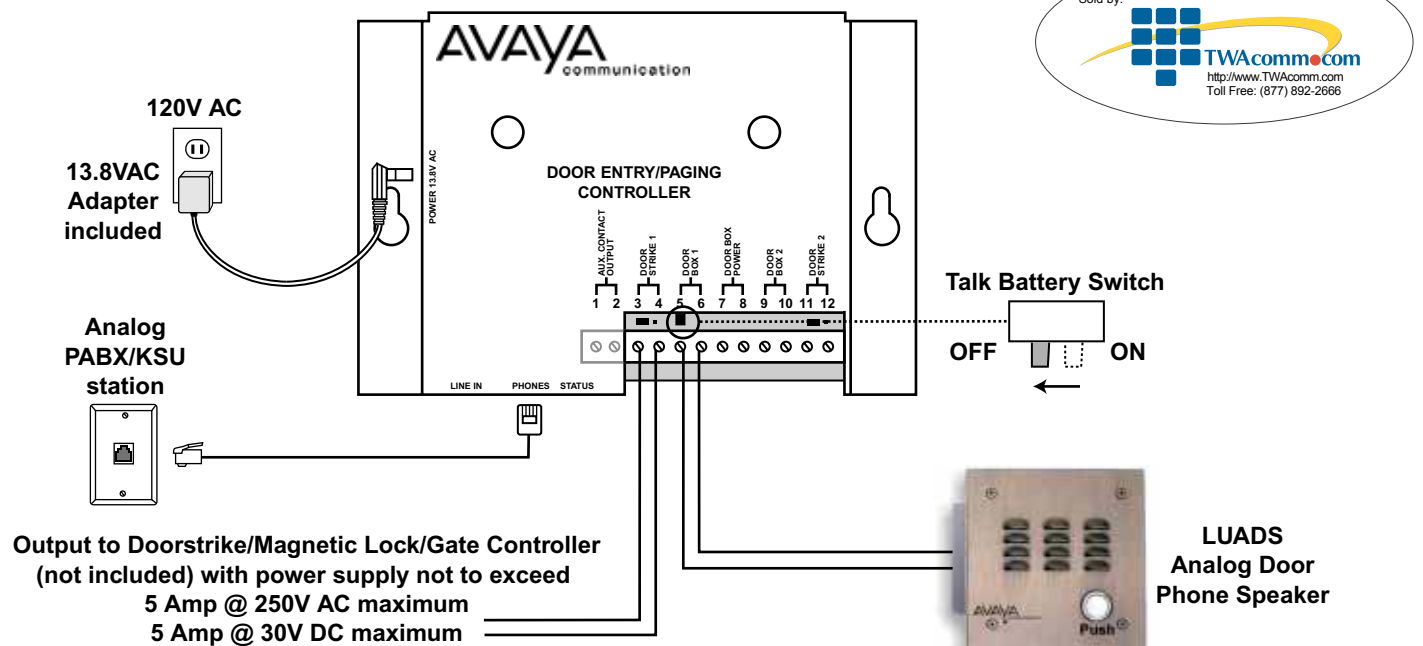 Sold by:
TWAcomm.com
http://www.TWAcomm.com
Toll Free: (877) 892-2666
AVAYA
communication
120V AC
13.8VAC
Adapter
included
POWER 13.8V AC
DOOR ENTRY/PAGING
CONTROLLER
AUX. CONTACT
OUTPUT
DOOR
STRIKE 1
DOOR
BOX 1
DOOR BOX
POWER
DOOR
BOX 2
DOOR
STRIKE 2
1 2 3 4 5 6 7 8 9 10 11 12
Talk Battery Switch
OFF ON
Analog
PABX/KSU
station
LINE IN PHONES STATUS
Output to Doorstrike/Magnetic Lock/Gate Controller
(not included) with power supply not to exceed
5 Amp @ 250V AC maximum
5 Amp @ 30V DC maximum
AVAYA
Push
LUADS
Analog Door
Phone Speaker